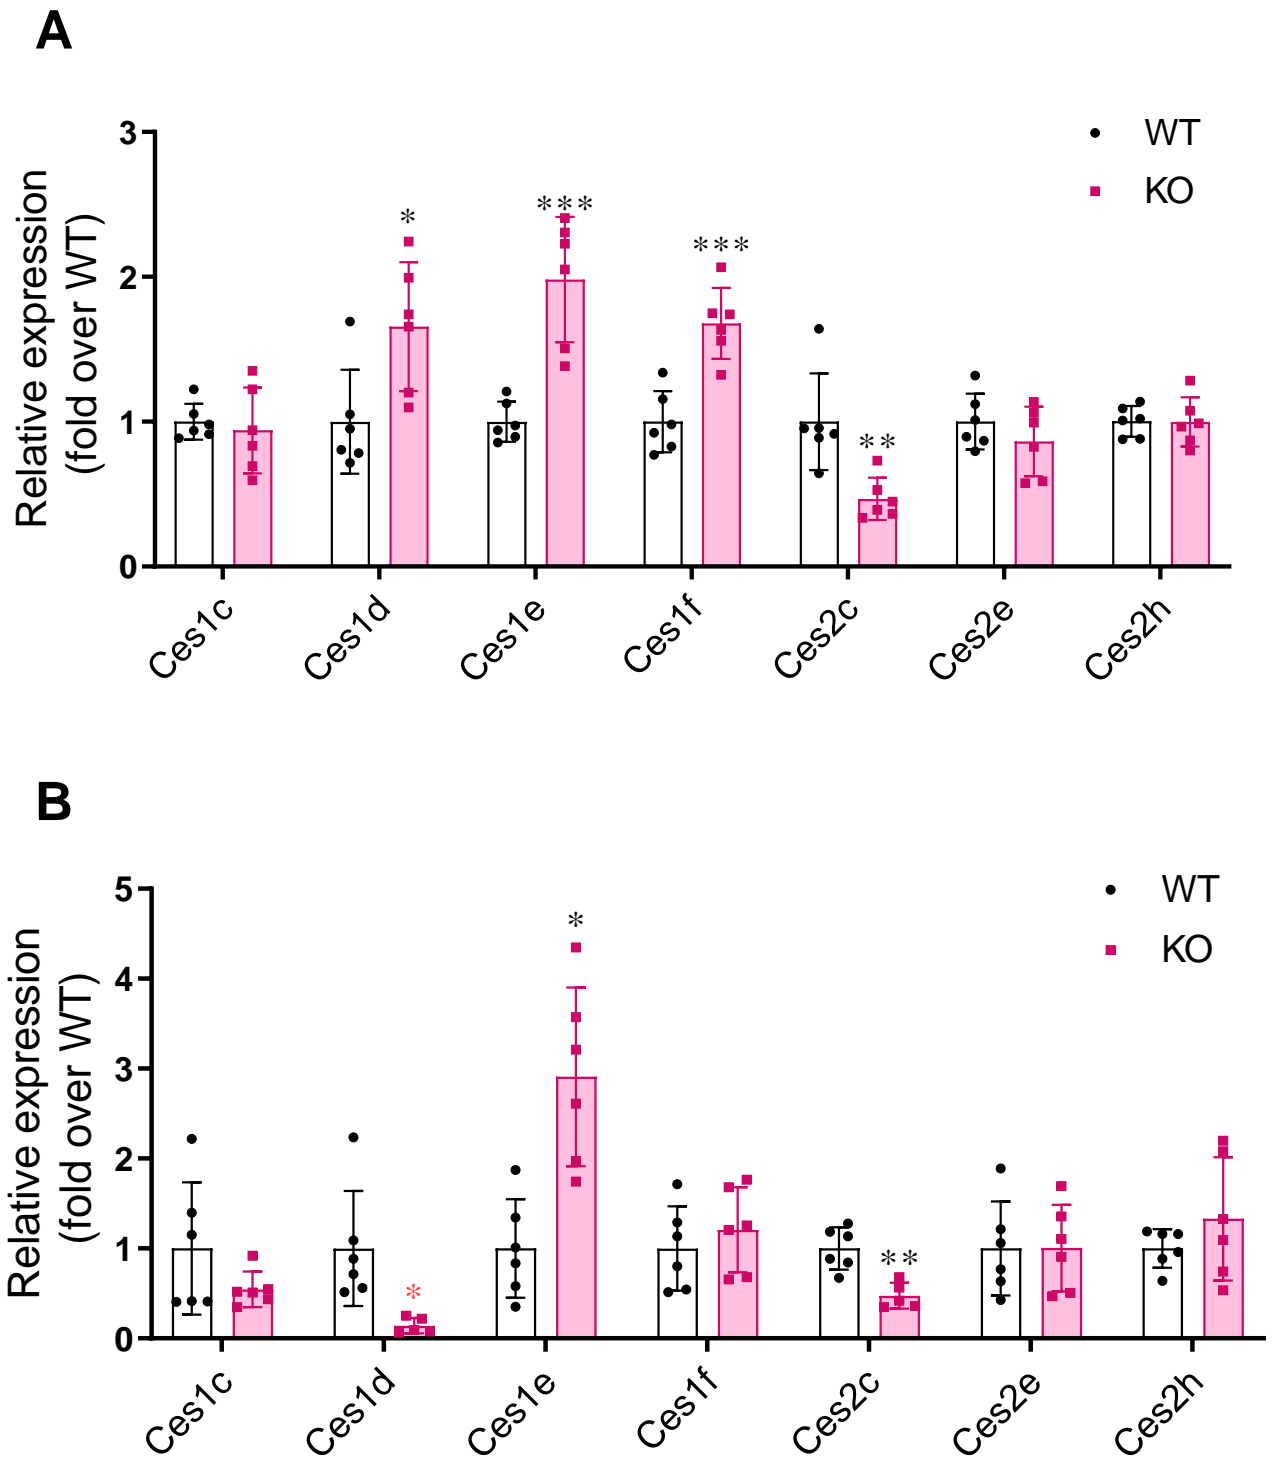 A
3
2
1
0
Relative expression
(fold over WT)
WT
KO
*
***
***
**
Ces1c
Ces1d
Ces1e
Ces1f
Ces2c
Ces2e
Ces2h
B
5
4
3
2
1
0
Relative expression
(fold over WT)
WT
KO
*
*
**
Ces1c
Ces1d
Ces1e
Ces1f
Ces2c
Ces2e
Ces2h